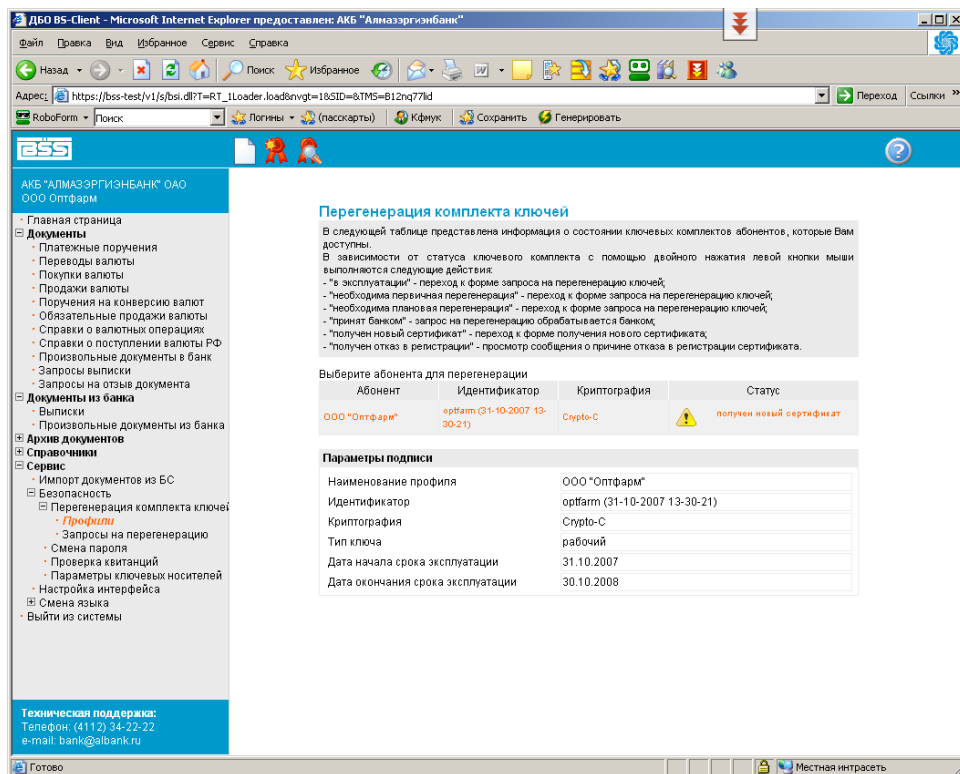 ДБО BS-Client - Microsoft Internet Explorer предоставлен: АКБ "Алмазэргиэнбанк"
Файл Правка Вид Избранное Сервис Справка
Назад Поиск Избранное
Адрес: https://bss-test/v1/s/bsi.dll?T=RT_1Loader.load&nvgt=1&SID=&TMS=B12nq77lid Переход Ссылки »
RoboForm Поиск Логины (пасскарты) Кфмук Сохранить Генерировать
BSS
АКБ "АЛМАЗЭРГИЭНБАНК" ОАО
ООО Оптфарм
Главная страница
Документы
Платежные поручения
Переводы валюты
Покупки валюты
Продажи валюты
Поручения на конверсию валют
Обязательные продажи валюты
Справки о валютных операциях
Справки о поступлении валюты РФ
Произвольные документы в банк
Запросы выписки
Запросы на отзыв документа
Документы из банка
Выписки
Произвольные документы из банка
Архив документов
Справочники
Сервис
Импорт документов из БС
Безопасность
Перегенерация комплекта ключей
Профили
Запросы на перегенерацию
Смена пароля
Проверка квитанций
Параметры ключевых носителей
Настройка интерфейса
Смена языка
Выйти из системы
Техническая поддержка:
Телефон: (4112) 34-22-22
e-mail: bank@albank.ru
Перегенерация комплекта ключей
В следующей таблице представлена информация о состоянии ключевых комплектов абонентов, которые Вам
доступны.
В зависимости от статуса ключевого комплекта с помощью двойного нажатия левой кнопки мыши
выполняются следующие действия:
- "в эксплуатации" - переход к форме запроса на перегенерацию ключей;
- "необходима первичная перегенерация" - переход к форме запроса на перегенерацию ключей;
- "необходима плановая перегенерация" - переход к форме запроса на перегенерацию ключей;
- "принят банком" - запрос на перегенерацию обрабатывается банком;
- "получен новый сертификат" - переход к форме получения нового сертификата;
- "получен отказ в регистрации" - просмотр сообщения о причине отказа в регистрации сертификата.
Выберите абонента для перегенерации
Абонент Идентификатор Криптография Статус
ООО "Оптфарм" optfarm (31-10-2007 13-30-21) Crypto-C получен новый сертификат
Параметры подписи
Наименование профиля ООО "Оптфарм"
Идентификатор optfarm (31-10-2007 13-30-21)
Криптография Crypto-C
Тип ключа рабочий
Дата начала срока эксплуатации 31.10.2007
Дата окончания срока эксплуатации 30.10.2008
Готово Местная интрасеть